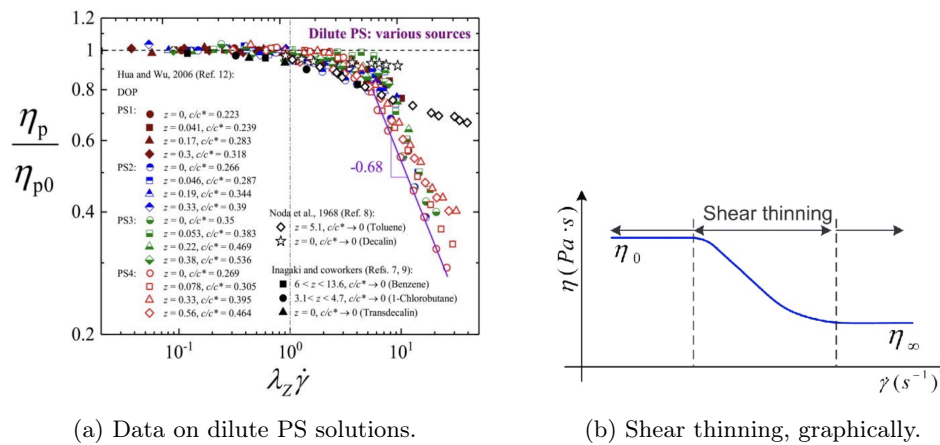 Dilute PS: various sources
η_p
η_p0
1.2
1
0.8
0.6
0.4
0.2
Hua and Wu, 2006 (Ref. 12):
DOP
PS1:
z = 0, c/c* = 0.223
z = 0.041, c/c* = 0.239
z = 0.17, c/c* = 0.283
z = 0.3, c/c* = 0.318
PS2:
z = 0, c/c* = 0.266
z = 0.046, c/c* = 0.287
z = 0.19, c/c* = 0.344
z = 0.33, c/c* = 0.39
PS3:
z = 0, c/c* = 0.35
z = 0.053, c/c* = 0.383
z = 0.22, c/c* = 0.469
z = 0.38, c/c* = 0.536
PS4:
z = 0, c/c* = 0.269
z = 0.078, c/c* = 0.305
z = 0.33, c/c* = 0.395
z = 0.56, c/c* = 0.464
-0.68
Noda et al., 1968 (Ref. 8)
z = 5.1, c/c* → 0 (Toluene)
z = 0, c/c* → 0 (Decalin)
Inagaki and coworkers (Refs. 7, 9)
6 < z < 13.6, c/c* → 0 (Benzene)
3.1 < z < 4.7, c/c* → 0 (1-Chlorobutane)
z = 0, c/c* → 0 (Transdecalin)
10⁻¹
10⁰
10¹
λ_Z γ̇
(a) Data on dilute PS solutions.
η(Pa·s)
Shear thinning
η₀
η_∞
γ̇(s⁻¹)
(b) Shear thinning, graphically.